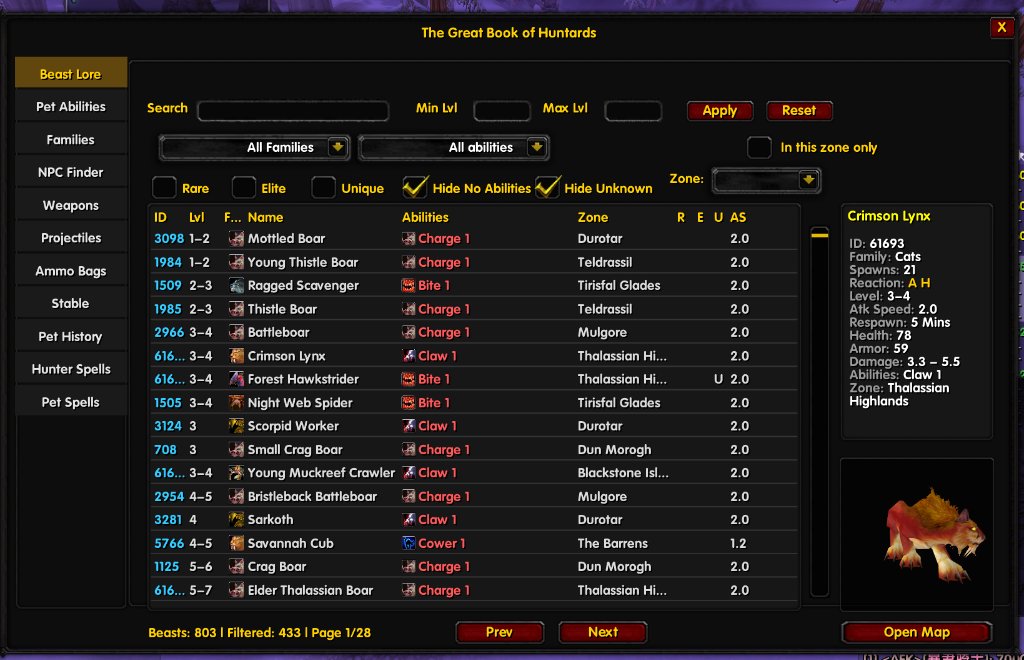 The Great Book of Huntards
X
Beast Lore
Pet Abilities
Families
NPC Finder
Weapons
Projectiles
Ammo Bags
Stable
Pet History
Hunter Spells
Pet Spells
Search
Min Lvl
Max Lvl
Apply
Reset
All Families
All abilities
In this zone only
Rare
Elite
Unique
Hide No Abilities
Hide Unknown
Zone:
ID Lvl F... Name Abilities Zone R E U AS
3098 1-2 Mottled Boar Charge 1 Durotar 2.0
1984 1-2 Young Thistle Boar Charge 1 Teldrassil 2.0
1509 2-3 Ragged Scavenger Bite 1 Tirisfal Glades 2.0
1985 2-3 Thistle Boar Charge 1 Teldrassil 2.0
2966 3-4 Battleboar Charge 1 Mulgore 2.0
616... 3-4 Crimson Lynx Claw 1 Thalassian Hi... 2.0
616... 3-4 Forest Hawkstrider Bite 1 Thalassian Hi... U 2.0
1505 3-4 Night Web Spider Bite 1 Tirisfal Glades 2.0
3124 3 Scorpid Worker Claw 1 Durotar 2.0
708 3 Small Crag Boar Charge 1 Dun Morogh 2.0
616... 3-4 Young Muckreef Crawler Claw 1 Blackstone Isl... 2.0
2954 4-5 Bristleback Battleboar Charge 1 Mulgore 2.0
3281 4 Sarkoth Claw 1 Durotar 2.0
5766 4-5 Savannah Cub Cower 1 The Barrens 1.2
1125 5-6 Crag Boar Charge 1 Dun Morogh 2.0
616... 5-7 Elder Thalassian Boar Charge 1 Thalassian Hi... 2.0
Crimson Lynx
ID: 61693
Family: Cats
Spawns: 21
Reaction: A H
Level: 3-4
Atk Speed: 2.0
Respawn: 5 Mins
Health: 78
Armor: 59
Damage: 3.3 - 5.5
Abilities: Claw 1
Zone: Thalassian
Highlands
Beasts: 803 | Filtered: 433 | Page 1/28
Prev
Next
Open Map